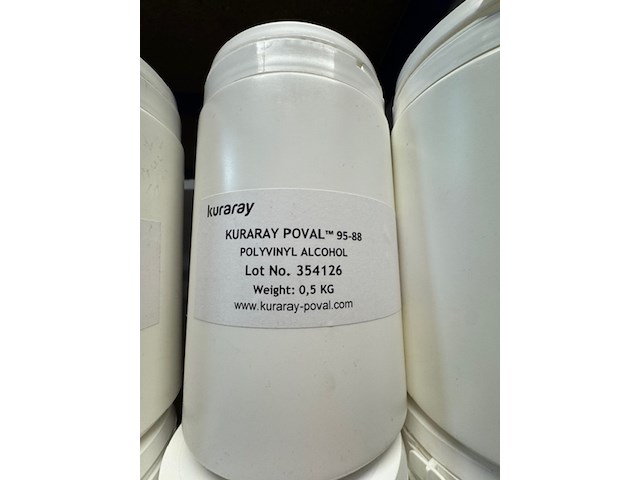 kuraray
KURARAY POVAL™ 95-88
POLYVINYL ALCOHOL
Lot No. 354126
Weight: 0,5 KG
www.kuraray-poval.com